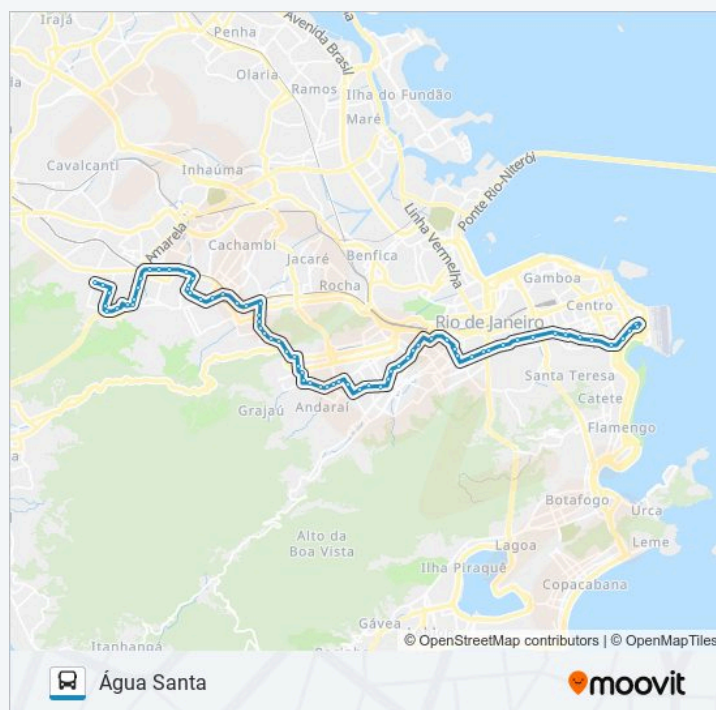 Irajá
Penha
Avenida Brasil
Olaria
Ramos
Ilha do Fundão
Maré
Cavalcanti
Inhaúma
Ponte Rio-Niterói
Amarela
Linha Vermelha
Cachambi
Benfica
Jacaré
Gamboa
Rocha
Centro
Rio de Janeiro
Santa Teresa
Catete
Grajaú
Andaraí
Flamengo
Botafogo
Urca
Alto da
Boa Vista
Lagoa
Leme
Ilha Piraquê
Copacabana
Gávea
Itanhangá
© OpenStreetMap contributors | © OpenMapTiles
Água Santa
moovit